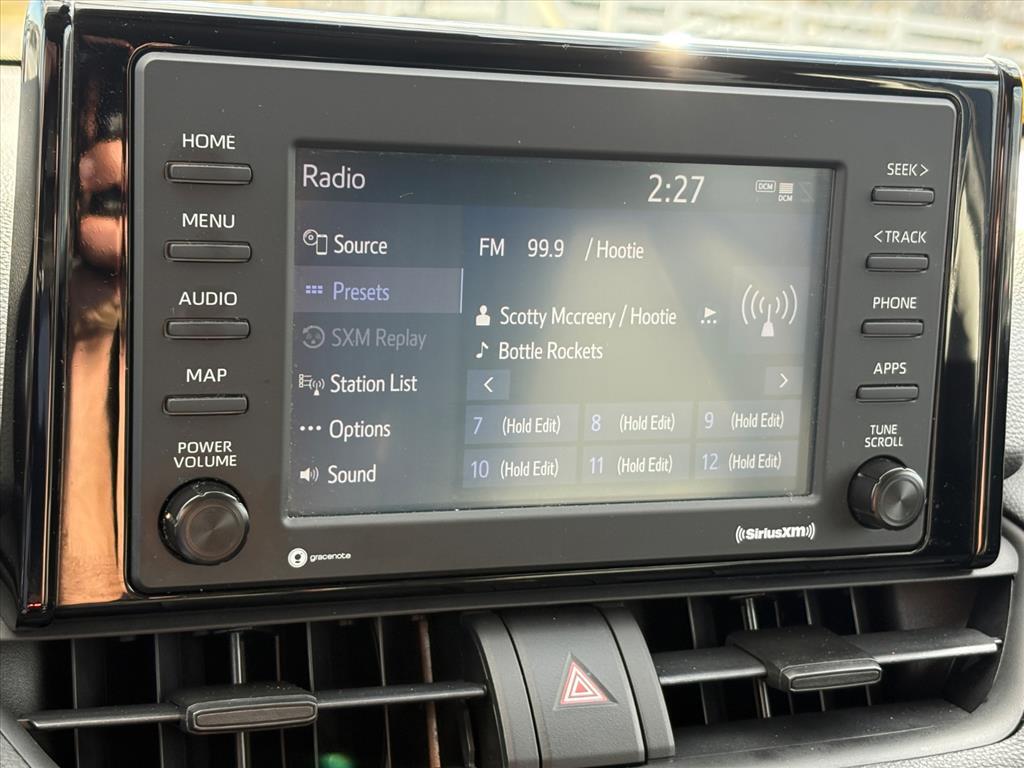 HOME
MENU
AUDIO
MAP
POWER
VOLUME
Radio
2:27
DCM
DCM
Source
Presets
SXM Replay
Station List
Options
Sound
FM 99.9 / Hootie
Scotty Mccreery / Hootie
Bottle Rockets
<
>
7 (Hold Edit) 8 (Hold Edit) 9 (Hold Edit)
10 (Hold Edit) 11 (Hold Edit) 12 (Hold Edit)
SEEK >
< TRACK
PHONE
APPS
TUNE
SCROLL
gracenote
SiriusXM